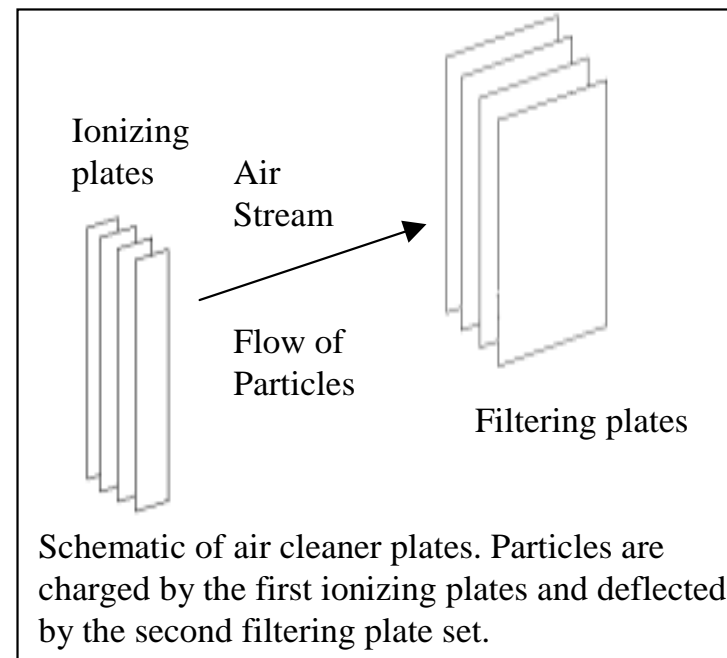 Ionizing
plates
Air
Stream
Flow of
Particles
Filtering plates
Schematic of air cleaner plates. Particles are
charged by the first ionizing plates and deflected
by the second filtering plate set.